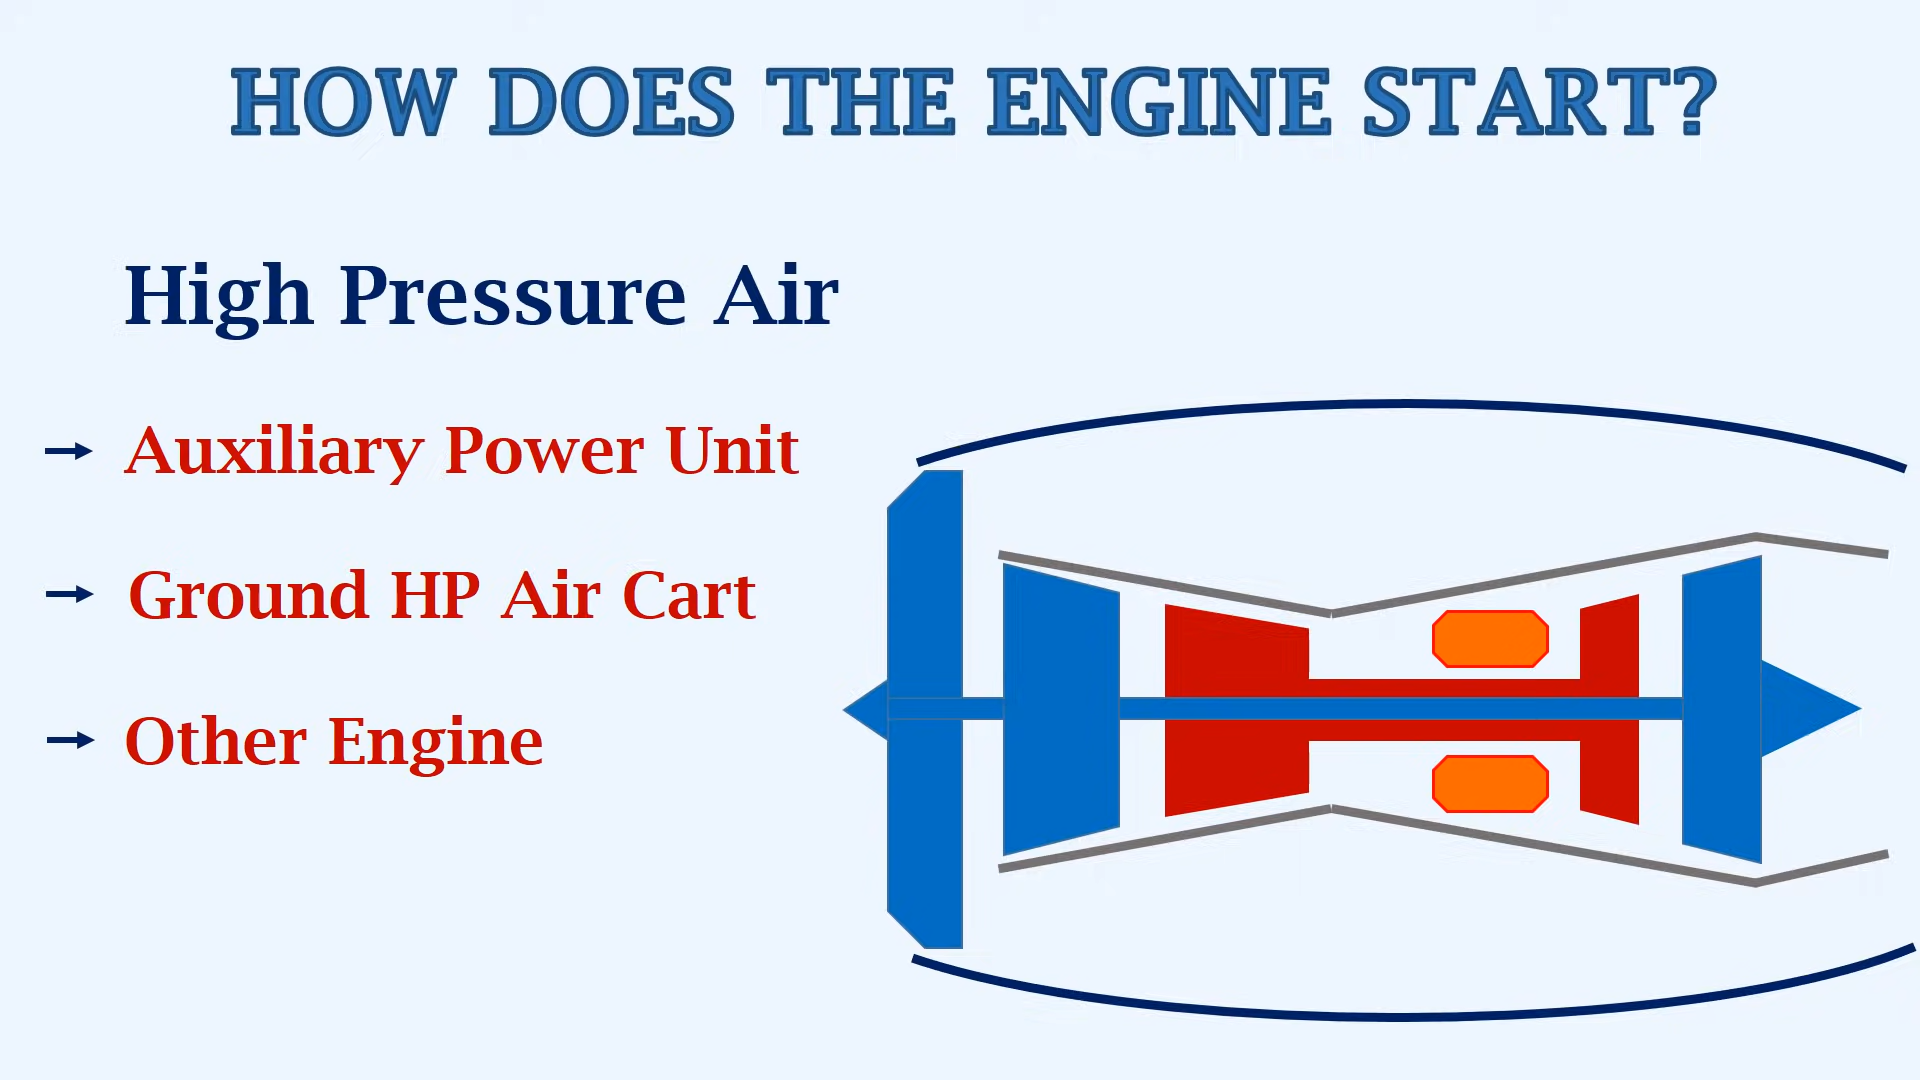 HOW DOES THE ENGINE START?
High Pressure Air
Auxiliary Power Unit
Ground HP Air Cart
Other Engine